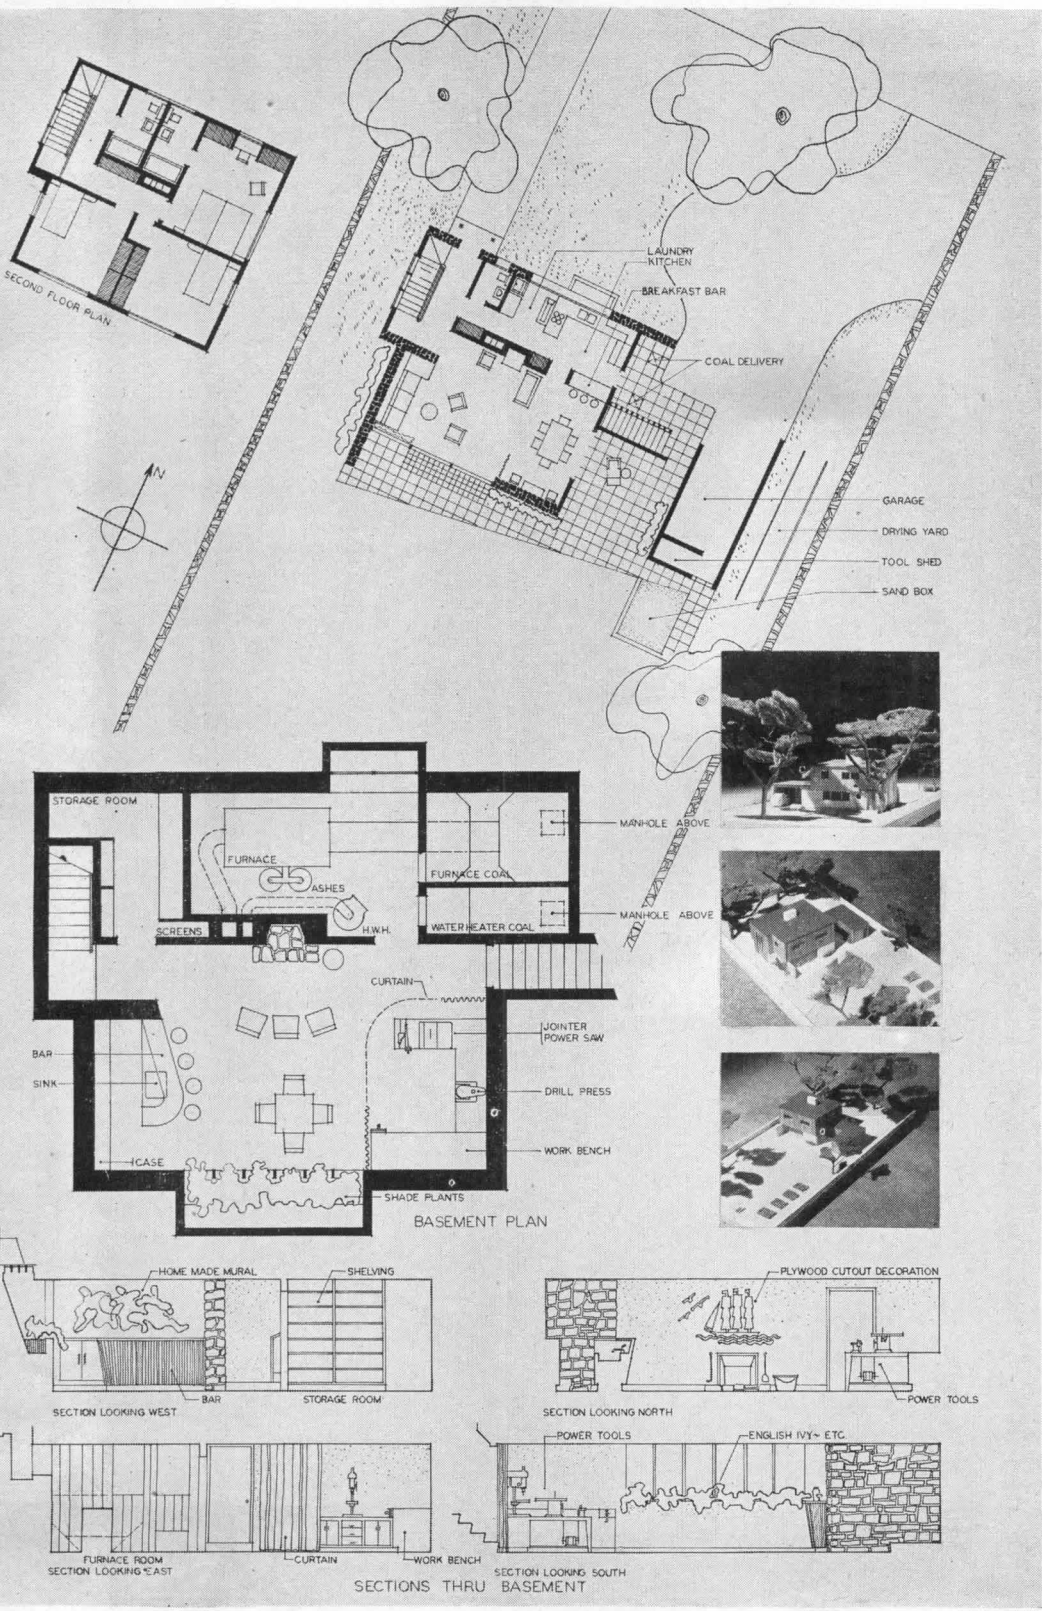 SECOND FLOOR PLAN
LAUNDRY
KITCHEN
BREAKFAST BAR
COAL DELIVERY
N
GARAGE
DRYING YARD
TOOL SHED
SAND BOX
STORAGE ROOM
FURNACE
ASHES
FURNACE COAL
MANHOLE ABOVE
SCREENS
H.W.H.
WATER HEATER COAL
MANHOLE ABOVE
CURTAIN
JOINTER
POWER SAW
BAR
SINK
DRILL PRESS
CASE
WORK BENCH
SHADE PLANTS
BASEMENT PLAN
HOME MADE MURAL
SHELVING
BAR
STORAGE ROOM
SECTION LOOKING WEST
PLYWOOD CUTOUT DECORATION
POWER TOOLS
SECTION LOOKING NORTH
FURNACE ROOM
CURTAIN
WORK BENCH
SECTION LOOKING EAST
POWER TOOLS
ENGLISH IVY~ ETC
SECTION LOOKING SOUTH
SECTIONS THRU BASEMENT